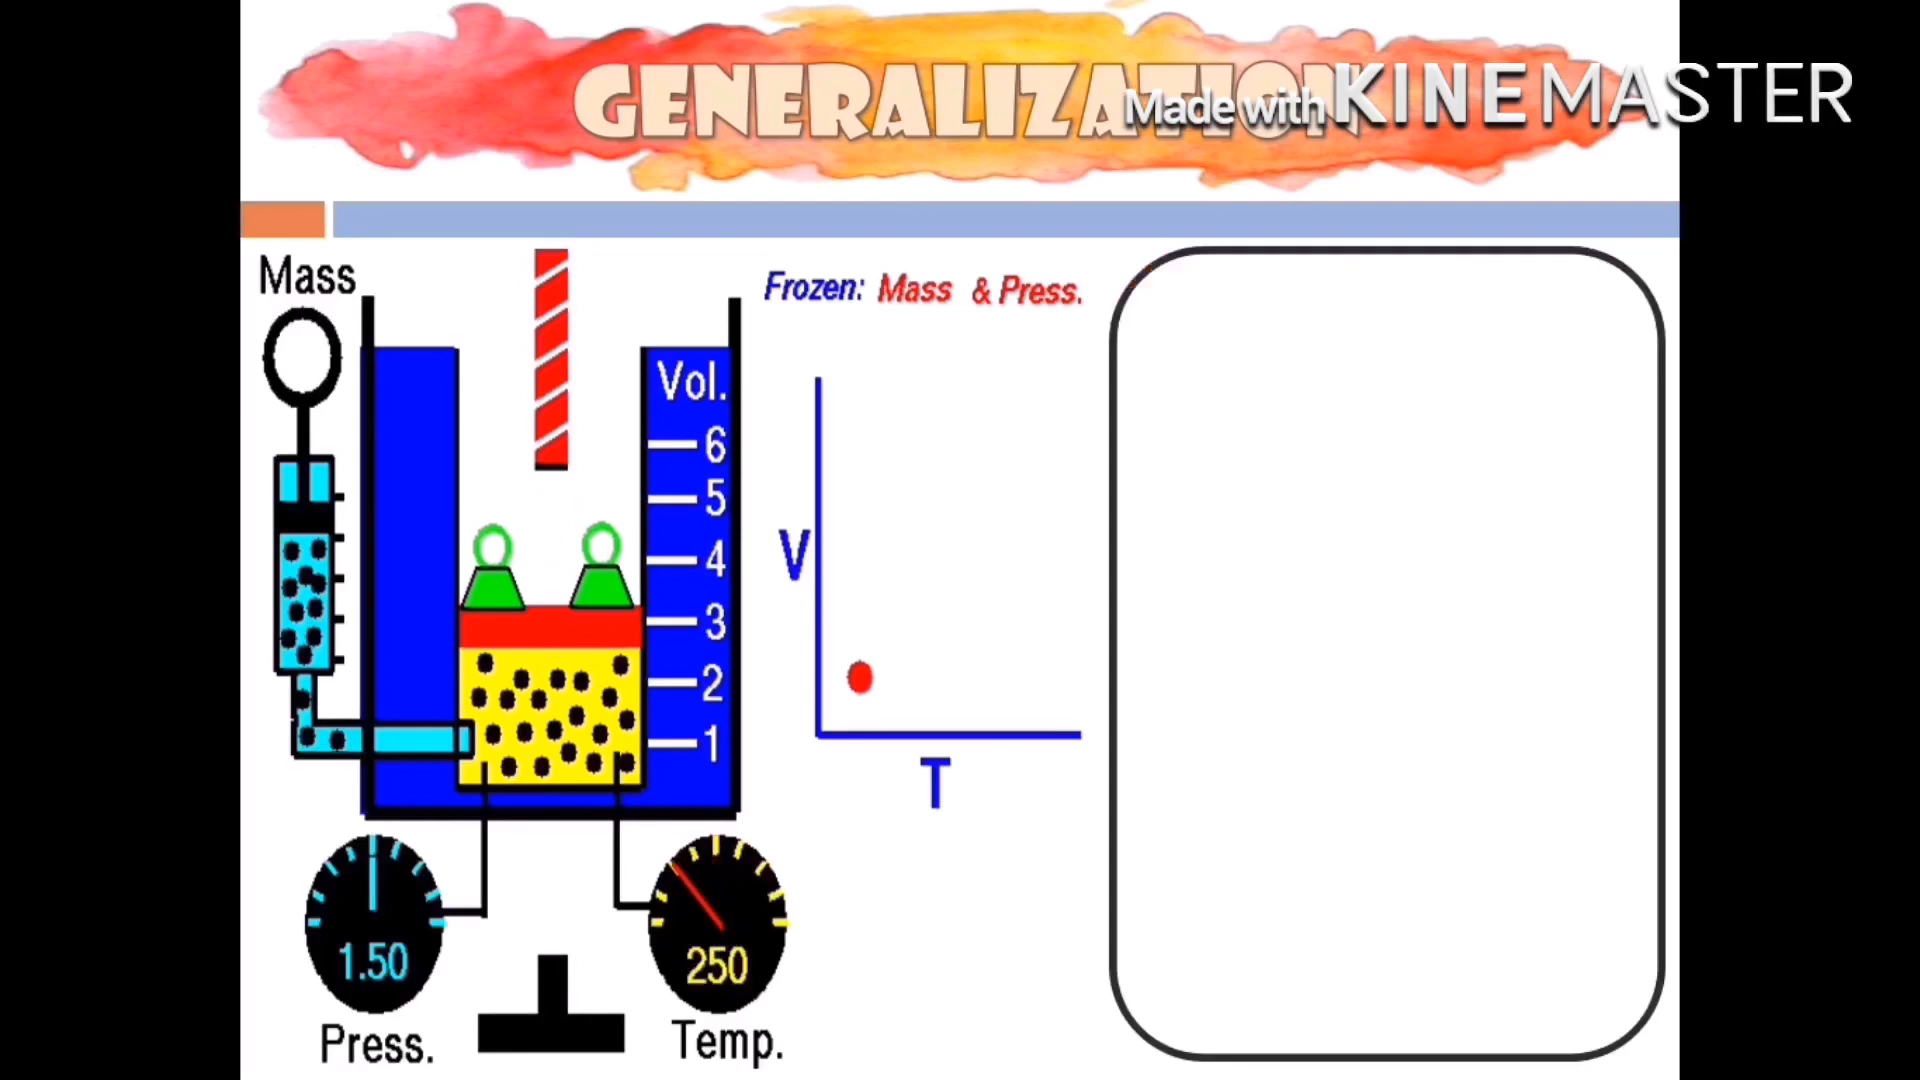 GENERALIZATION
Made with KINEMASTER
Mass
Frozen: Mass & Press.
Vol.
6
5
4
3
2
1
V
T
1.50
250
Press.
Temp.